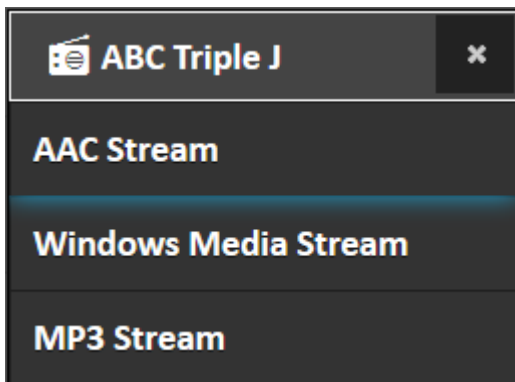 ABC Triple J
AAC Stream
Windows Media Stream
MP3 Stream